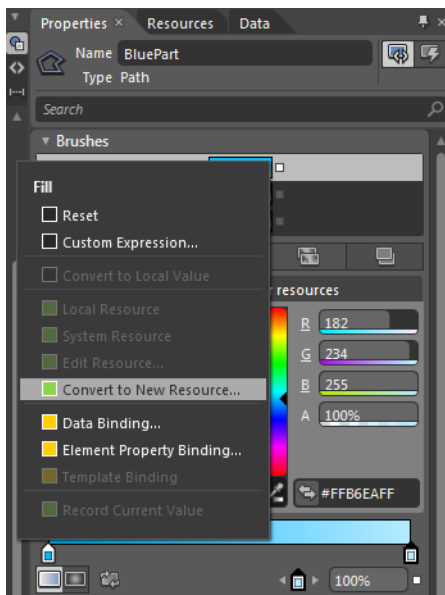 Properties × Resources Data
Name BluePart
Type Path
Search
Brushes
Fill
Reset
Custom Expression...
Convert to Local Value
Local Resource
System Resource
Edit Resource...
Convert to New Resource...
Data Binding...
Element Property Binding...
Template Binding
Record Current Value
resources
R 182
G 234
B 255
A 100%
#FFB6EAFF
100%